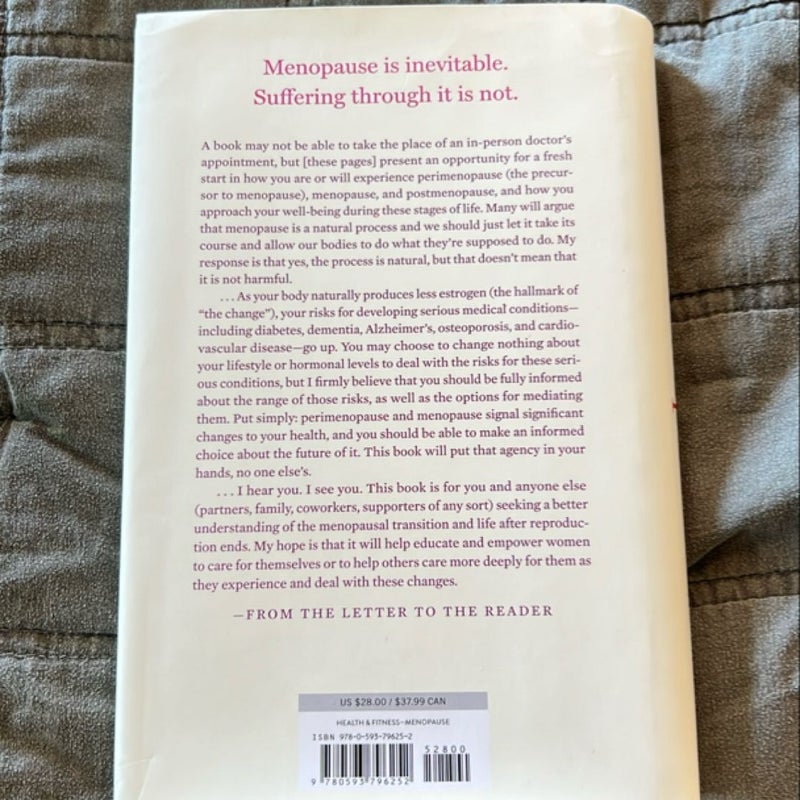 Menopause is inevitable.
Suffering through it is not.
A book may not be able to take the place of an in-person doctor's
appointment, but [these pages] present an opportunity for a fresh
start in how you are or will experience perimenopause (the precur-
sor to menopause), menopause, and postmenopause, and how you
approach your well-being during these stages of life. Many will argue
that menopause is a natural process and we should just let it take its
course and allow our bodies to do what they're supposed to do. My
response is that yes, the process is natural, but that doesn't mean that
it is not harmful.
...As your body naturally produces less estrogen (the hallmark of
“the change”), your risks for developing serious medical conditions—
including diabetes, dementia, Alzheimer's, osteoporosis, and cardio-
vascular disease—go up. You may choose to change nothing about
your lifestyle or hormonal levels to deal with the risks for these seri-
ous conditions, but I firmly believe that you should be fully informed
about the range of those risks, as well as the options for mediating
them. Put simply: perimenopause and menopause signal significant
changes to your health, and you should be able to make an informed
choice about the future of it. This book will put that agency in your
hands, no one else's.
...I hear you. I see you. This book is for you and anyone else
(partners, family, coworkers, supporters of any sort) seeking a better
understanding of the menopausal transition and life after reproduc-
tion ends. My hope is that it will help educate and empower women
to care for themselves or to help others care more deeply for them as
they experience and deal with these changes.
—FROM THE LETTER TO THE READER
US $28.00 / $37.99 CAN
HEALTH & FITNESS—MENOPAUSE
ISBN 978-0-593-79625-2
52800
9 780593 796252